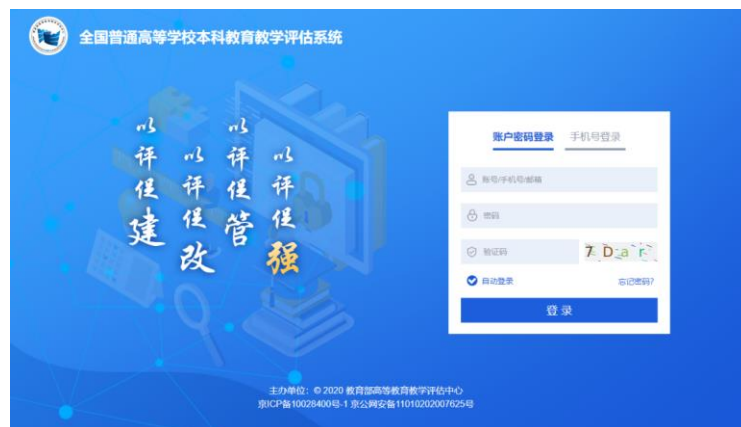 全国普通高等学校本科教育教学评估系统
以评促建
以评促改
以评促管
以评促强
账户密码登录 手机号登录
账号/手机号/邮箱
密码
验证码 7Dar
自动登录 忘记密码?
登录
主办单位：© 2020 教育部高等教育教学评估中心
京ICP备10028400号-1 京公网安备11010202007625号